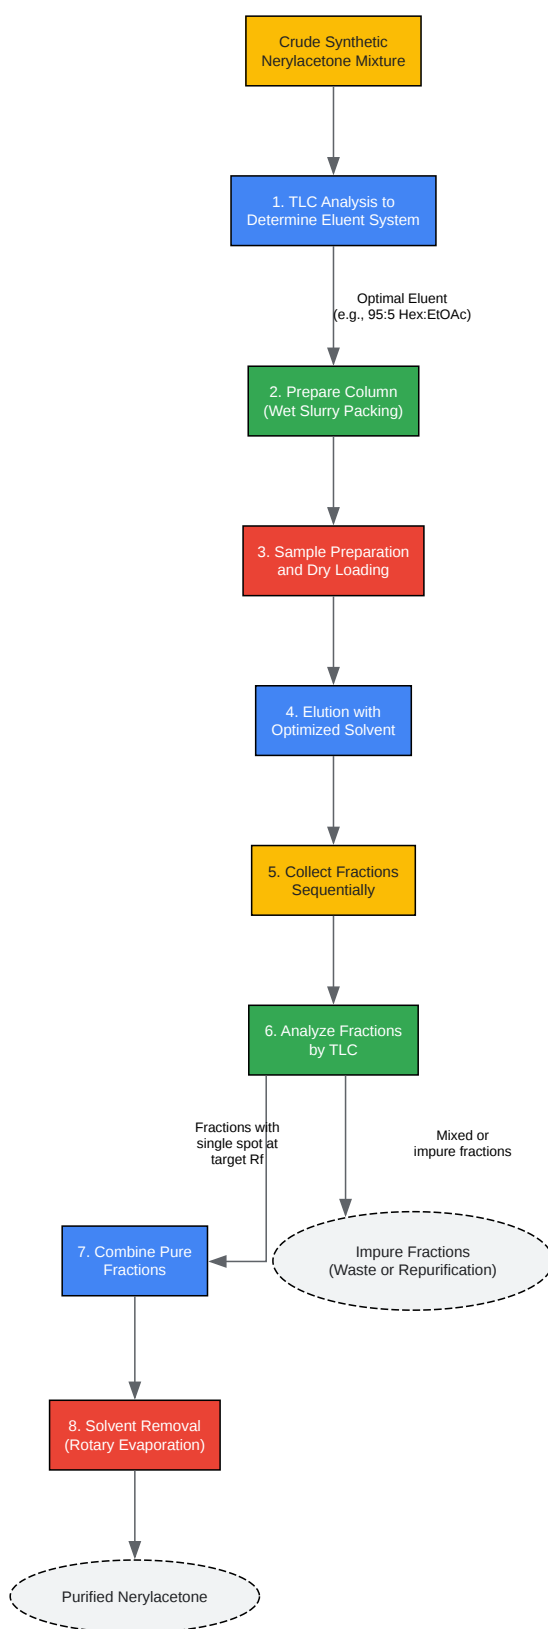 Crude Synthetic
Nerylacetone Mixture
1. TLC Analysis to
Determine Eluent System
Optimal Eluent
(e.g., 95:5 Hex:EtOAc)
2. Prepare Column
(Wet Slurry Packing)
3. Sample Preparation
and Dry Loading
4. Elution with
Optimized Solvent
5. Collect Fractions
Sequentially
6. Analyze Fractions
by TLC
Fractions with
single spot at
target Rf
Mixed or
impure fractions
7. Combine Pure
Fractions
Impure Fractions
(Waste or Repurification)
8. Solvent Removal
(Rotary Evaporation)
Purified Nerylacetone